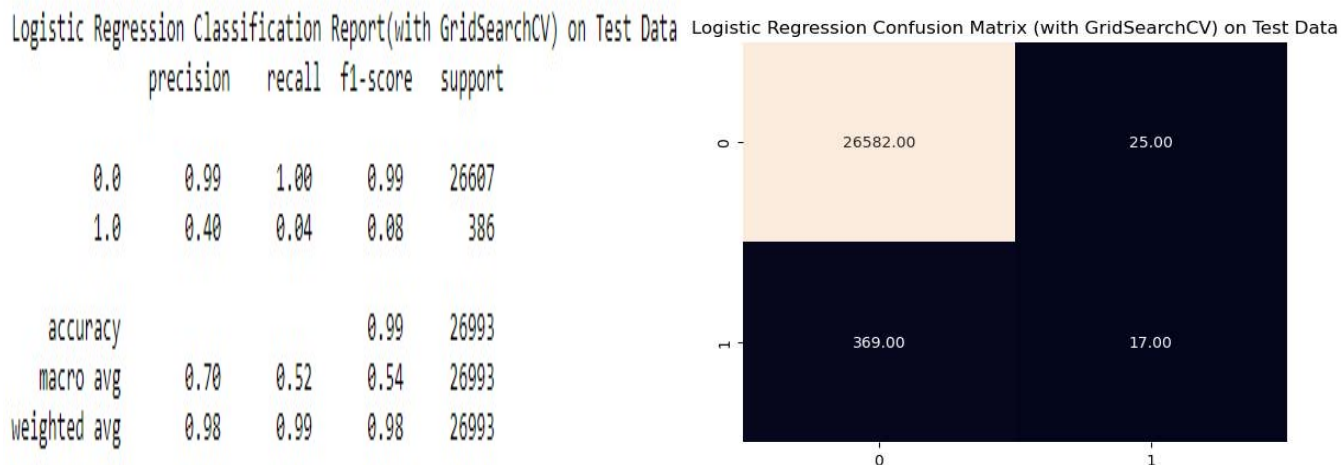 Logistic Regression Classification Report(with GridSearchCV) on Test Data
precision recall f1-score support
0.0 0.99 1.00 0.99 26607
1.0 0.40 0.04 0.08 386
accuracy 0.99 26993
macro avg 0.70 0.52 0.54 26993
weighted avg 0.98 0.99 0.98 26993
Logistic Regression Confusion Matrix (with GridSearchCV) on Test Data
0 26582.00 25.00
1 369.00 17.00
0 1